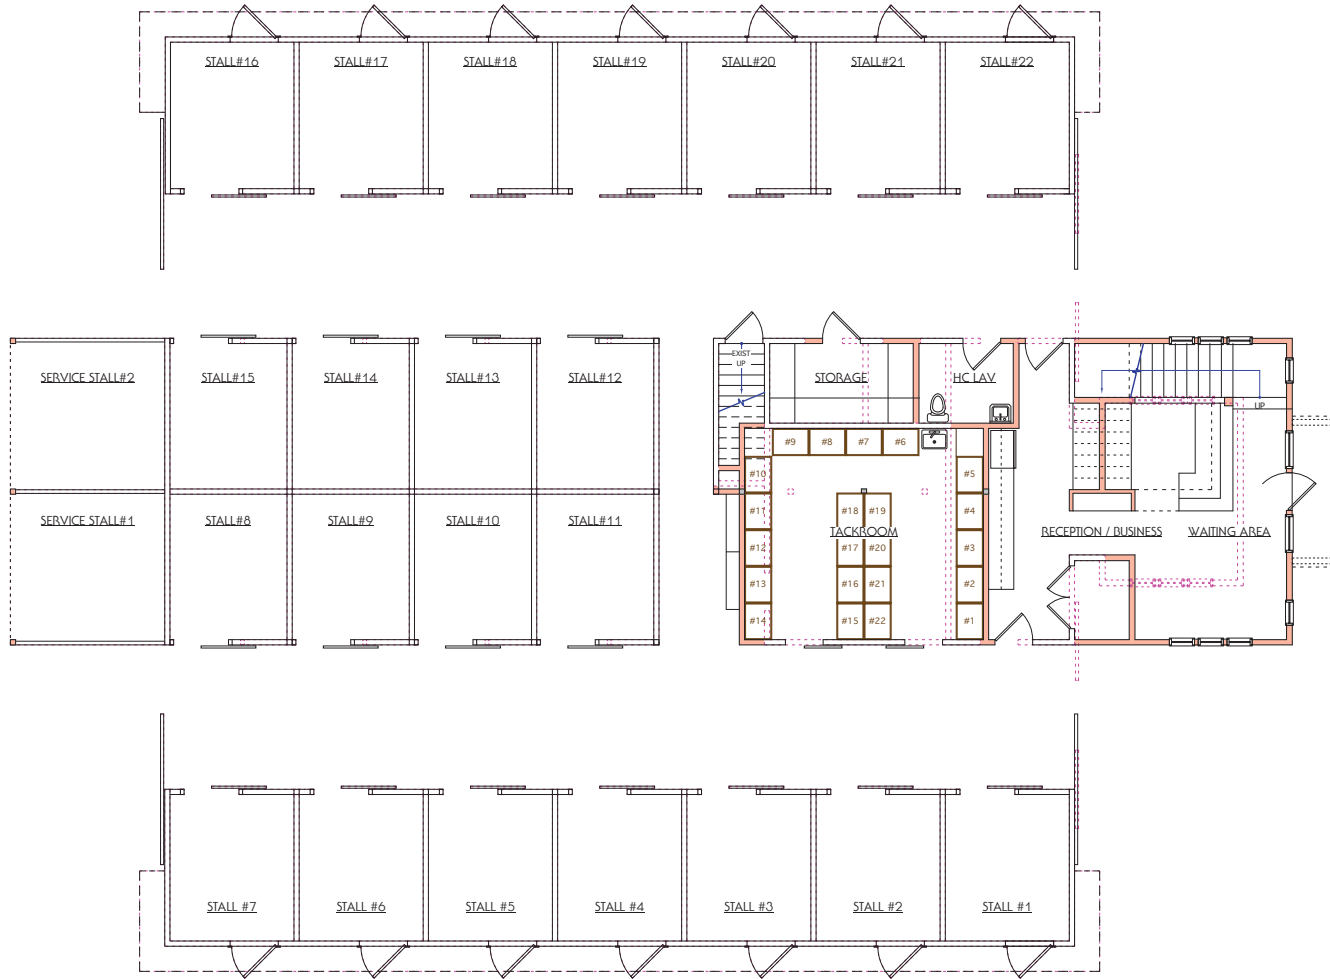 STALL#16
STALL#17
STALL#18
STALL#19
STALL#20
STALL#21
STALL#22
EXIST
UP
SERVICE STALL#2
STALL#15
STALL#14
STALL#13
STALL#12
STORAGE
HC LAV
UP
#9
#8
#7
#6
#10
#5
#11
#18
#19
#4
SERVICE STALL#1
STALL#8
STALL#9
STALL#10
STALL#11
TACKROOM
RECEPTION / BUSINESS
WAITING AREA
#12
#17
#20
#3
#13
#16
#21
#2
#14
#15
#22
#1
STALL #7
STALL #6
STALL #5
STALL #4
STALL #3
STALL #2
STALL #1